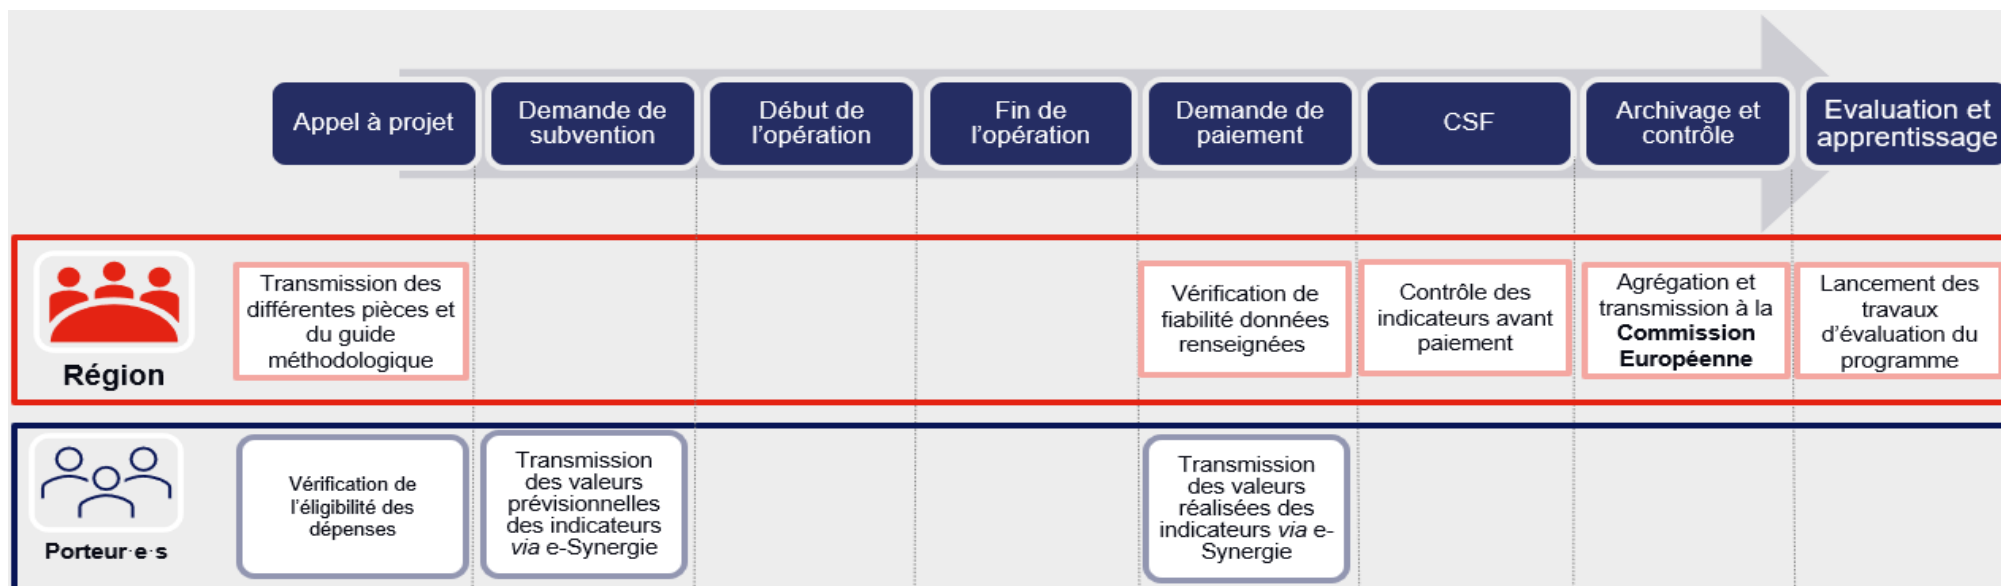 Appel à projet
Demande de
subvention
Début de
l'opération
Fin de
l'opération
Demande de
paiement
CSF
Archivage et
contrôle
Evaluation et
apprentissage
Région
Transmission des
différentes pièces et
du guide
méthodologique
Vérification de
fiabilité données
renseignées
Contrôle des
indicateurs avant
paiement
Agrégation et
transmission à la
Commission
Européenne
Lancement des
travaux
d'évaluation du
programme
Porteur·e·s
Vérification de
l'éligibilité des
dépenses
Transmission
des valeurs
prévisionnelles
des indicateurs
via e-Synergie
Transmission
des valeurs
réalisées des
indicateurs via e-
Synergie